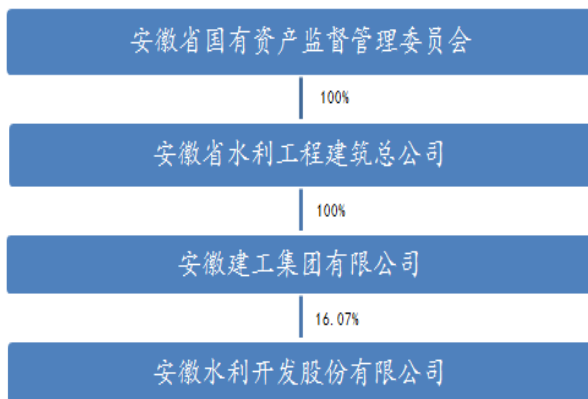 安徽省国有资产监督管理委员会
100%
安徽省水利工程建筑总公司
100%
安徽建工集团有限公司
16.07%
安徽水利开发股份有限公司